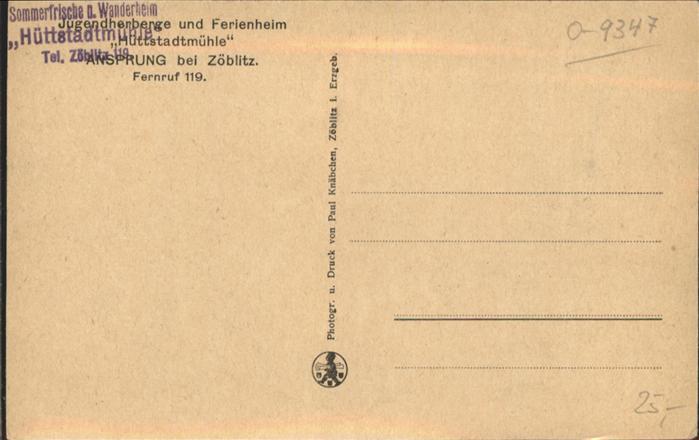 Sommerfrische u. Wanderheim
„Hüttstadtmühle“
Tel. Zöblitz 119
Jugendherberge und Ferienheim
„Hüttstadtmühle“
ANSPRUNG bei Zöblitz.
Fernruf 119.
Photogr. u. Druck von Paul Knäbchen, Zöblitz i. Erzgeb.
O-9347
25,-